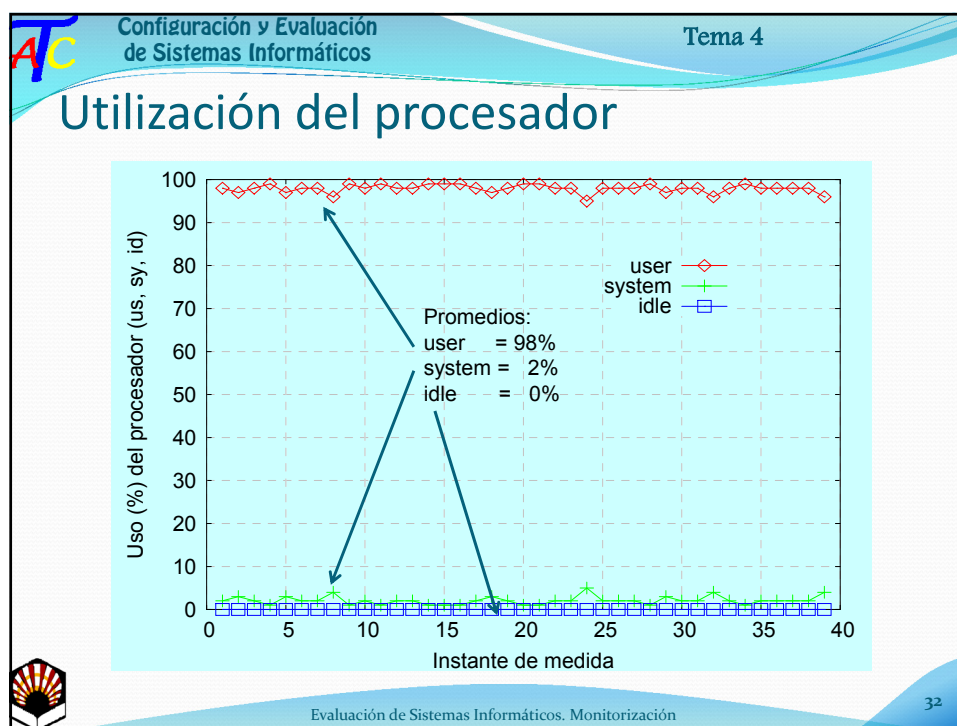 ATC
Configuración y Evaluación
de Sistemas Informáticos
Tema 4
Utilización del procesador
Uso (%) del procesador (us, sy, id)
100
90
80
70
60
50
40
30
20
10
0
0 5 10 15 20 25 30 35 40
Instante de medida
user
system
idle
Promedios:
user = 98%
system = 2%
idle = 0%
Evaluación de Sistemas Informáticos. Monitorización
32